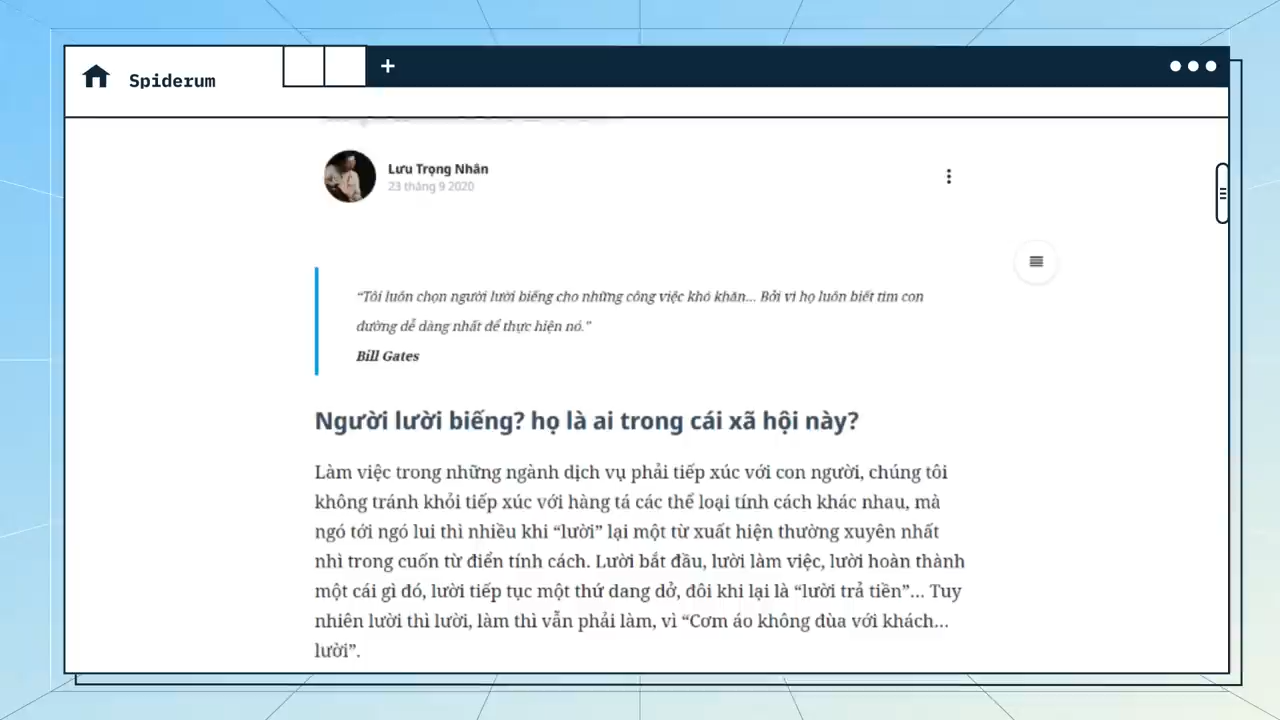 Spiderum
Lưu Trọng Nhân
23 tháng 9 2020
“Tôi luôn chọn người lười biếng cho những công việc khó khăn... Bởi vì họ luôn biết tìm con
đường dễ dàng nhất để thực hiện nó.”
Bill Gates
Người lười biếng? họ là ai trong cái xã hội này?
Làm việc trong những ngành dịch vụ phải tiếp xúc với con người, chúng tôi
không tránh khỏi tiếp xúc với hàng tá các thể loại tính cách khác nhau, mà
ngó tới ngó lui thì nhiều khi “lười” lại một từ xuất hiện thường xuyên nhất
nhì trong cuốn từ điển tính cách. Lười bắt đầu, lười làm việc, lười hoàn thành
một cái gì đó, lười tiếp tục một thứ dang dở, đôi khi lại là “lười trả tiền”... Tuy
nhiên lười thì lười, làm thì vẫn phải làm, vì “Cơm áo không đùa với khách...
lười”.